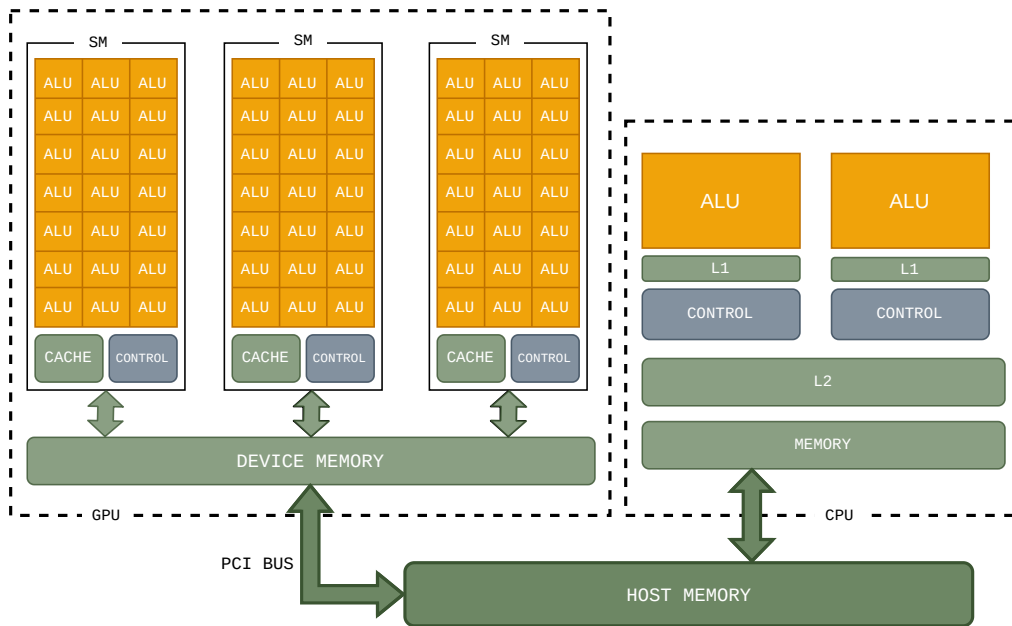 SM SM SM
ALU ALU ALU ALU ALU ALU ALU ALU ALU
ALU ALU ALU ALU ALU ALU ALU ALU ALU
ALU ALU ALU ALU ALU ALU ALU ALU ALU
ALU ALU ALU ALU ALU ALU ALU ALU ALU
ALU ALU ALU ALU ALU ALU ALU ALU ALU
ALU ALU ALU ALU ALU ALU ALU ALU ALU
ALU ALU ALU ALU ALU ALU ALU ALU ALU
CACHE CONTROL CACHE CONTROL CACHE CONTROL
DEVICE MEMORY
GPU
ALU ALU
L1 L1
CONTROL CONTROL
L2
MEMORY
CPU
PCI BUS
HOST MEMORY